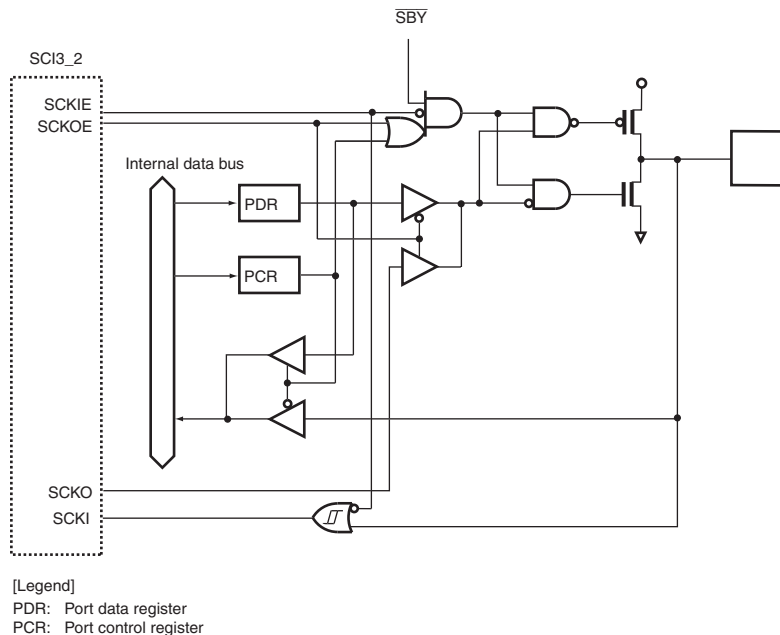 SBY
SCI3_2
SCKIE
SCKOE
Internal data bus
PDR
PCR
SCKO
SCKI
[Legend]
PDR: Port data register
PCR: Port control register